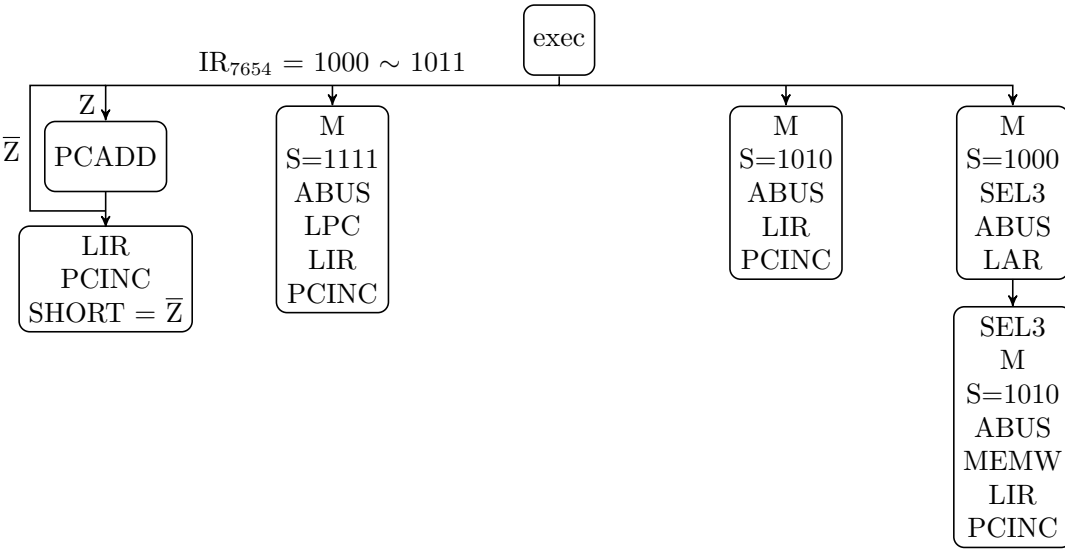 exec
IR₇₆₅₄ = 1000 ∼ 1011
Z
Z̅
PCADD
LIR
PCINC
SHORT = Z̅
M
S=1111
ABUS
LPC
LIR
PCINC
M
S=1010
ABUS
LIR
PCINC
M
S=1000
SEL3
ABUS
LAR
SEL3
M
S=1010
ABUS
MEMW
LIR
PCINC